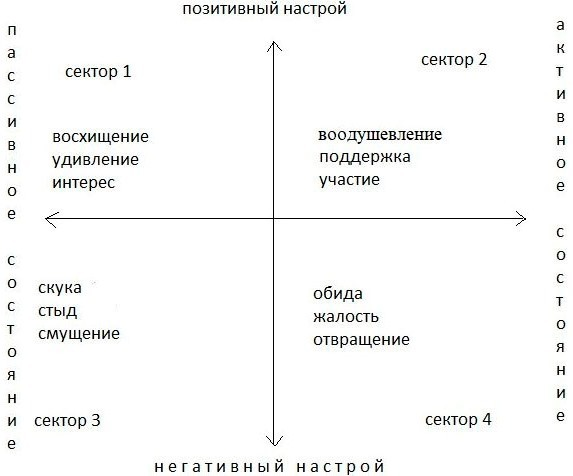 позитивный настрой
пассивное состояние
активное состояние
сектор 1
сектор 2
восхищение
удивление
интерес
воодушевление
поддержка
участие
скука
стыд
смущение
обида
жалость
отвращение
сектор 3
сектор 4
негативный настрой